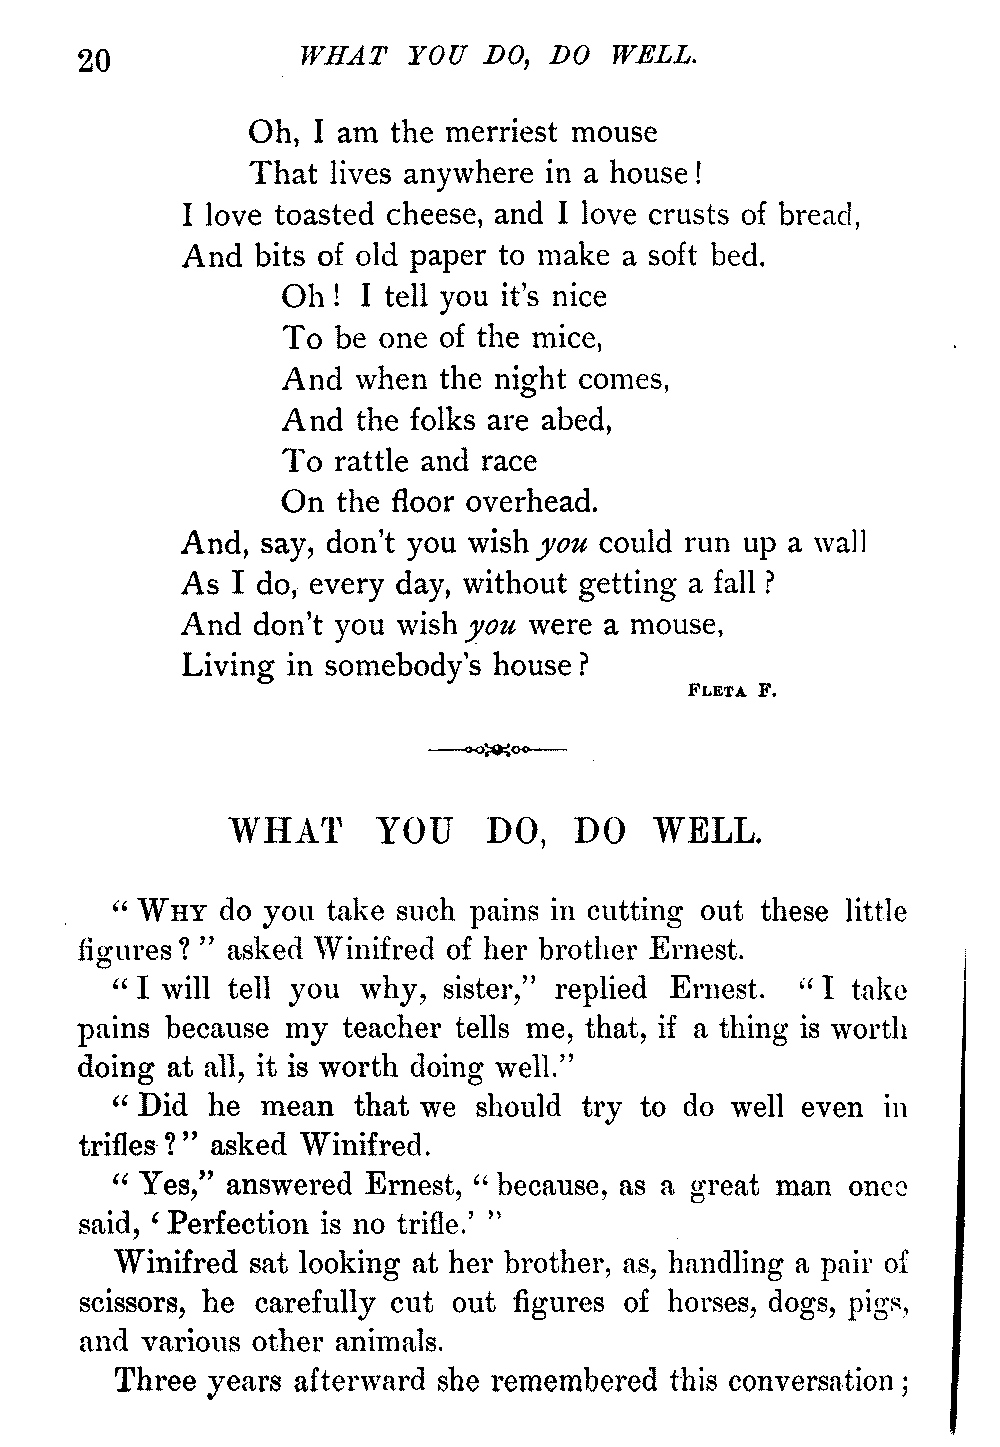 20 WHAT YOU DO, DO WELL.
Oh, I am the merriest mouse
That lives anywhere in a house!
I love toasted cheese, and I love crusts of bread,
And bits of old paper to make a soft bed.
Oh! I tell you it's nice
To be one of the mice,
And when the night comes,
And the folks are abed,
To rattle and race
On the floor overhead.
And, say, don't you wish you could run up a wall
As I do, every day, without getting a fall?
And don't you wish you were a mouse,
Living in somebody's house?
FLETA F.
WHAT YOU DO, DO WELL.
"WHY do you take such pains in cutting out these little
figures?" asked Winifred of her brother Ernest.
"I will tell you why, sister," replied Ernest. "I take
pains because my teacher tells me, that, if a thing is worth
doing at all, it is worth doing well."
"Did he mean that we should try to do well even in
trifles?" asked Winifred.
"Yes," answered Ernest, "because, as a great man once
said, 'Perfection is no trifle.'"
Winifred sat looking at her brother, as, handling a pair of
scissors, he carefully cut out figures of horses, dogs, pigs,
and various other animals.
Three years afterward she remembered this conversation;